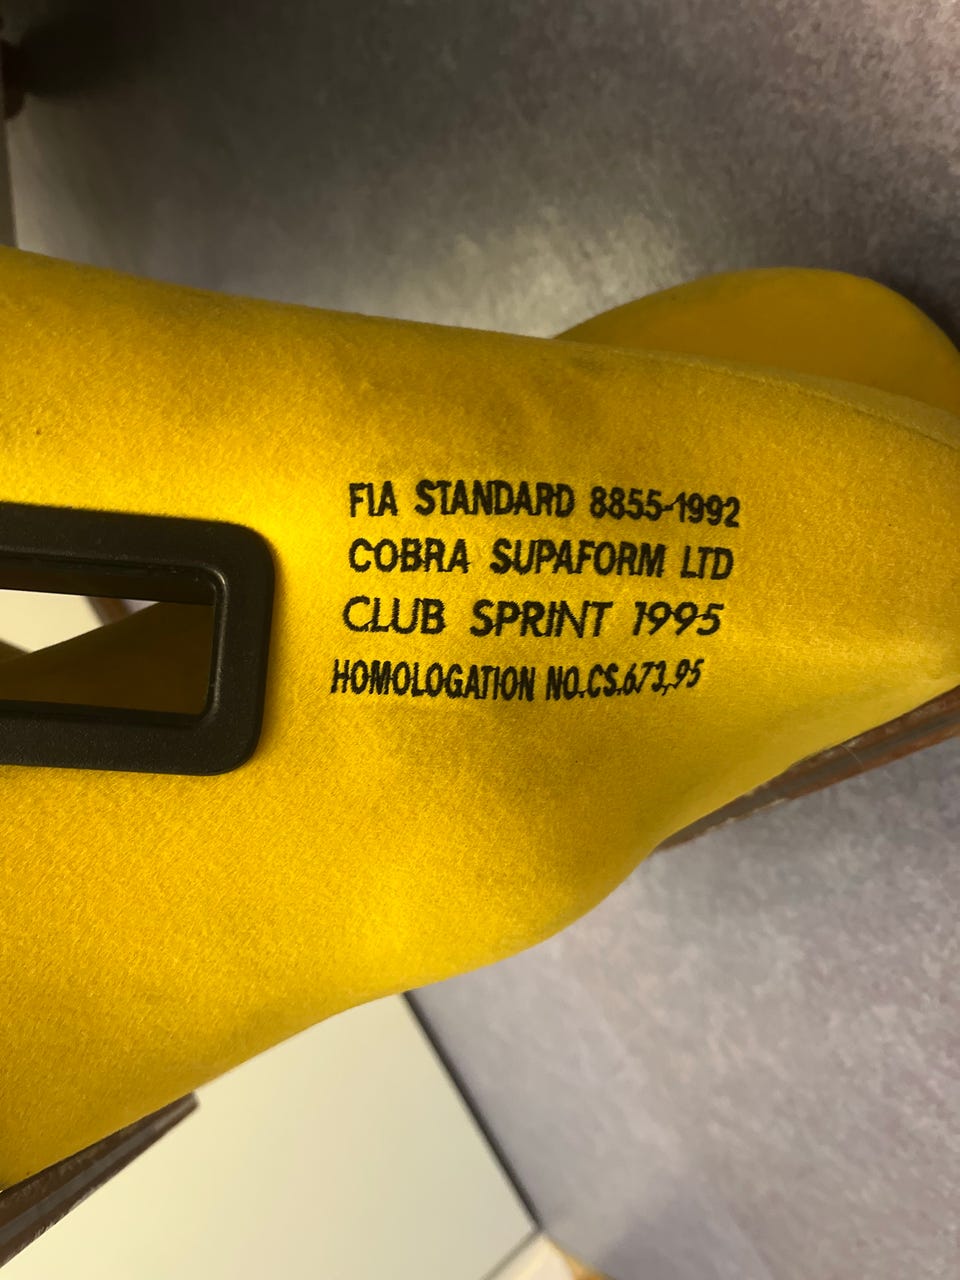 FIA STANDARD 8855-1992
COBRA SUPAFORM LTD
CLUB SPRINT 1995
HOMOLOGATION NO.CS.673,95